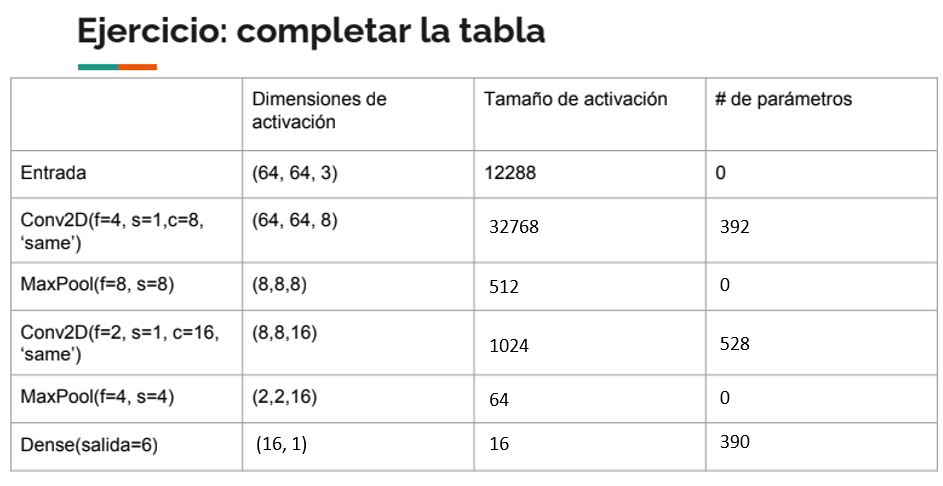 Ejercicio: completar la tabla
Dimensiones de activación
Tamaño de activación
# de parámetros
Entrada
(64, 64, 3)
12288
0
Conv2D(f=4, s=1,c=8,
‘same’)
(64, 64, 8)
32768
392
MaxPool(f=8, s=8)
(8,8,8)
512
0
Conv2D(f=2, s=1, c=16,
‘same’)
(8,8,16)
1024
528
MaxPool(f=4, s=4)
(2,2,16)
64
0
Dense(salida=6)
(16, 1)
16
390